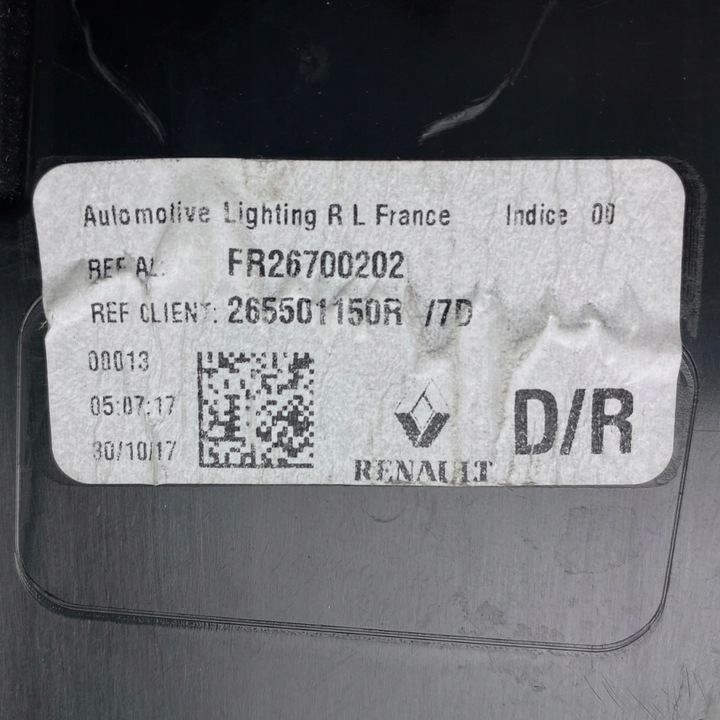 Automotive Lighting R L France Indice 00
REF AL: FR26700202
REF CLIENT: 265501150R /7D
00013
05:07:17
30/10/17
RENAULT
D/R